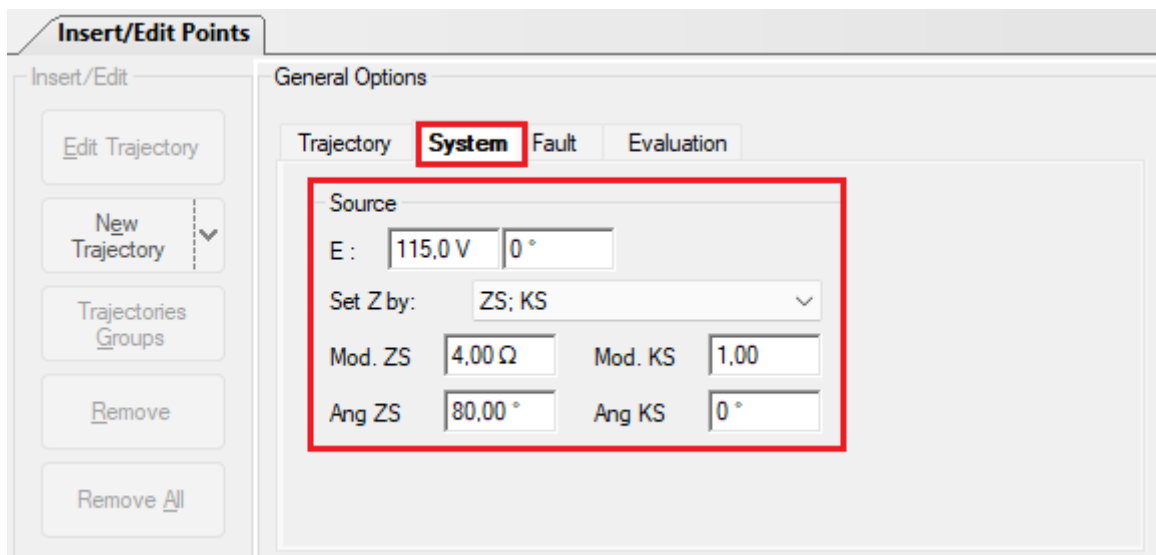 Insert/Edit Points
Insert/Edit
General Options
Edit Trajectory
Trajectory System Fault Evaluation
New
Trajectory
Source
E : 115,0 V 0 °
Trajectories
Groups
Set Z by: ZS; KS
Mod. ZS 4,00 Ω Mod. KS 1,00
Remove
Ang ZS 80,00 ° Ang KS 0 °
Remove All